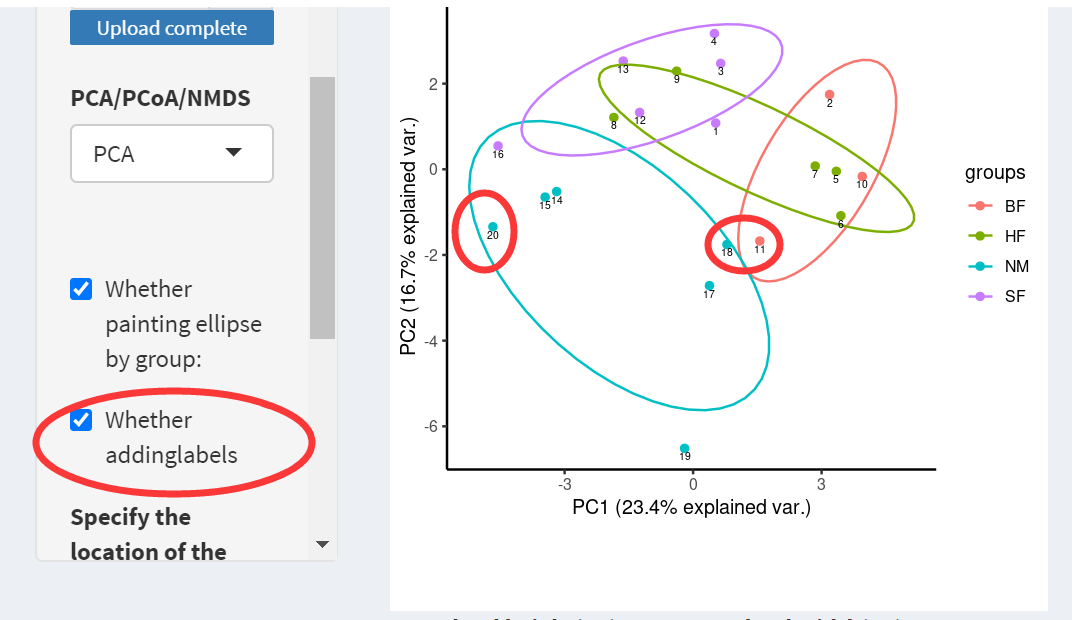 Upload complete
PCA/PCoA/NMDS
PCA
Whether
painting ellipse
by group:
Whether
addinglabels
Specify the
location of the
PC2 (16.7% explained var.)
2
0
-2
-4
-6
4
13
3
9
2
12
8
1
16
7
5
10
15
14
6
20
18
11
17
19
-3
0
3
PC1 (23.4% explained var.)
groups
BF
HF
NM
SF